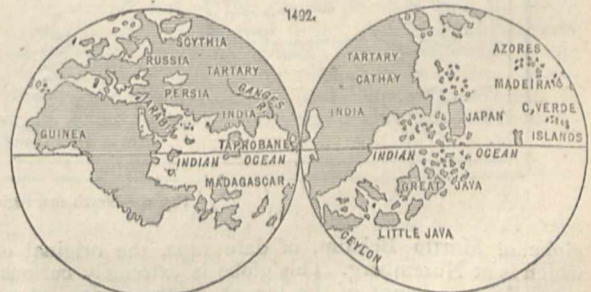 1492.
SCYTHIA
RUSSIA
TARTARY
PERSIA
GANGES R.
ARABIA
INDIA
GUINEA
TAPROBANE
INDIAN OCEAN
MADAGASCAR
TARTARY
CATHAY
INDIA
AZORES
MADEIRA
JAPAN
C, VERDE
ISLANDS
INDIAN OCEAN
GREAT JAVA
LITTLE JAVA
CEYLON